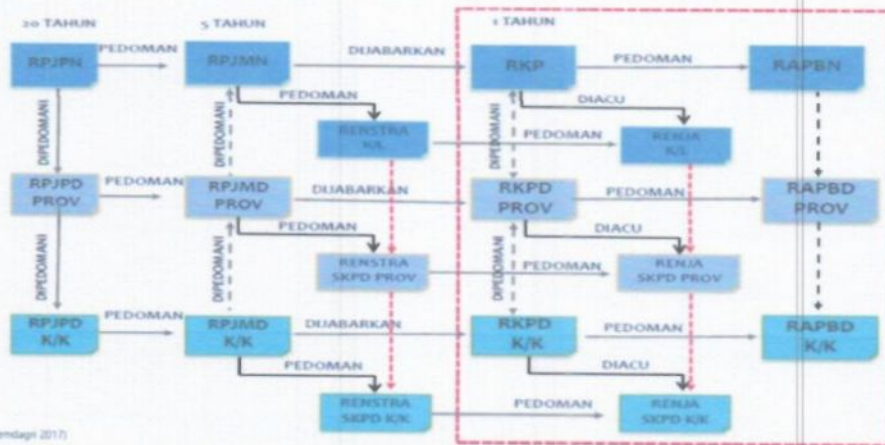 20 TAHUN
5 TAHUN
1 TAHUN
RPJPN
PEDOMAN
RPJMN
DIJABARKAN
RKP
PEDOMAN
RAPBN
PEDOMAN
DIACU
DIPEDOMANI
DIPEDOMANI
DIPEDOMANI
RENSTRA
K/L
PEDOMAN
RENJA
K/L
RPJPD
PROV
PEDOMAN
RPJMD
PROV
DIJABARKAN
RKPD
PROV
PEDOMAN
RAPBD
PROV
PEDOMAN
DIACU
DIPEDOMANI
DIPEDOMANI
DIPEDOMANI
RENSTRA
SKPD PROV
PEDOMAN
RENJA
SKPD PROV
RPJPD
K/K
PEDOMAN
RPJMD
K/K
DIJABARKAN
RKPD
K/K
PEDOMAN
RAPBD
K/K
PEDOMAN
DIACU
RENSTRA
SKPD K/K
PEDOMAN
RENJA
SKPD K/K
emdagri 2017)